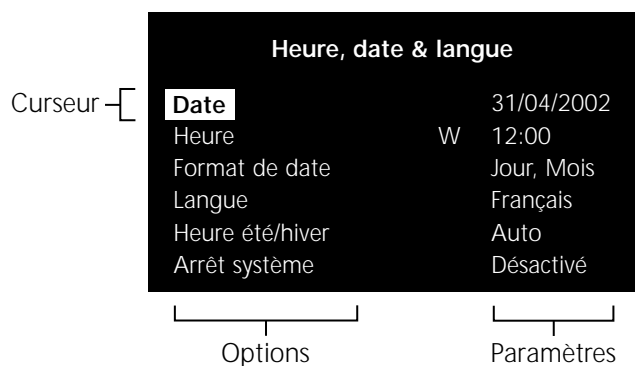 Heure, date & langue
Curseur
Date 31/04/2002
Heure W 12:00
Format de date Jour, Mois
Langue Français
Heure été/hiver Auto
Arrêt système Désactivé
Options Paramètres